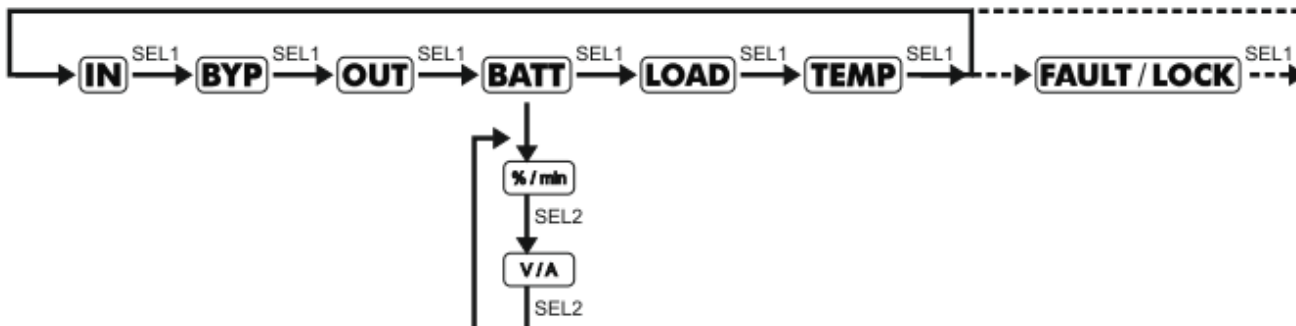 SEL1 SEL1 SEL1 SEL1 SEL1 SEL1 SEL1
IN BYP OUT BATT LOAD TEMP FAULT / LOCK
% / min
SEL2
V / A
SEL2